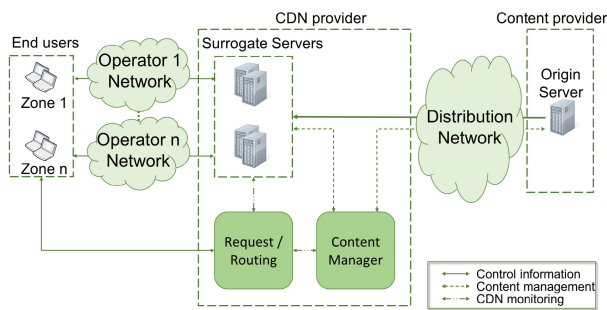 CDN provider
Content provider
End users
Surrogate Servers
Operator 1
Network
Zone 1
Origin
Server
Distribution
Network
Operator n
Network
Zone n
Request /
Routing
Content
Manager
Control information
Content management
CDN monitoring